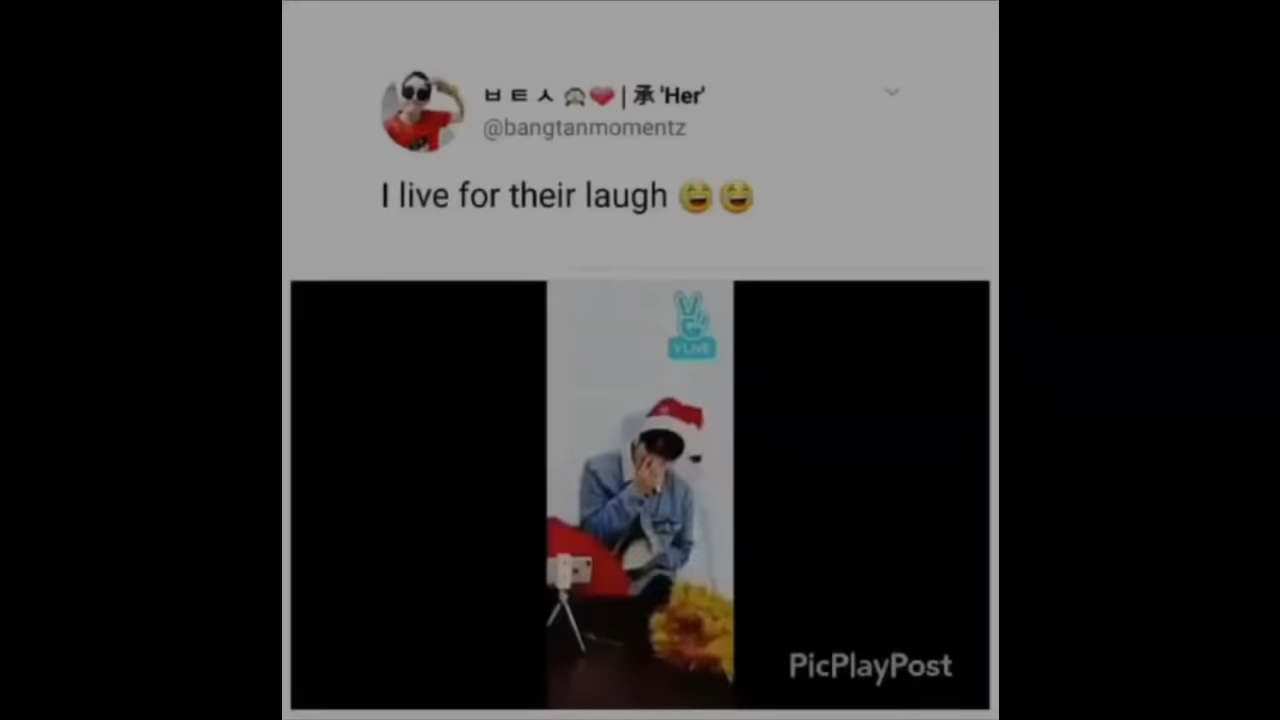 ㅂㅌㅅ 🙊❤ | 承 'Her'
@bangtanmomentz
I live for their laugh 😄😄
V LIVE
PicPlayPost